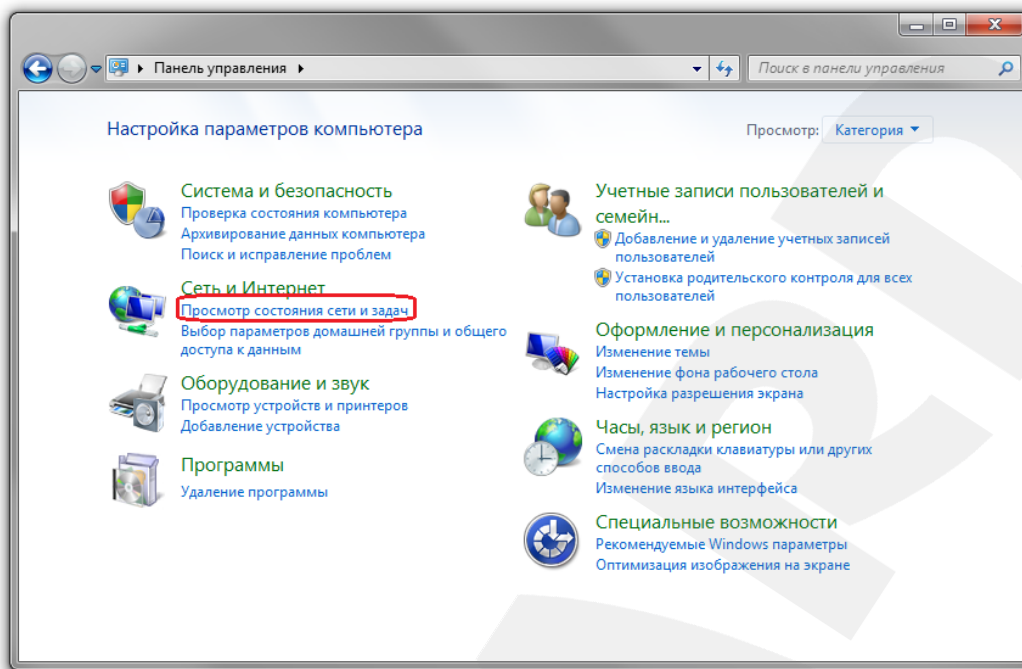 Панель управления
Поиск в панели управления
Настройка параметров компьютера
Просмотр: Категория
Система и безопасность
Проверка состояния компьютера
Архивирование данных компьютера
Поиск и исправление проблем
Сеть и Интернет
Просмотр состояния сети и задач
Выбор параметров домашней группы и общего
доступа к данным
Оборудование и звук
Просмотр устройств и принтеров
Добавление устройства
Программы
Удаление программы
Учетные записи пользователей и
семейн...
Добавление и удаление учетных записей
пользователей
Установка родительского контроля для всех
пользователей
Оформление и персонализация
Изменение темы
Изменение фона рабочего стола
Настройка разрешения экрана
Часы, язык и регион
Смена раскладки клавиатуры или других
способов ввода
Изменение языка интерфейса
Специальные возможности
Рекомендуемые Windows параметры
Оптимизация изображения на экране